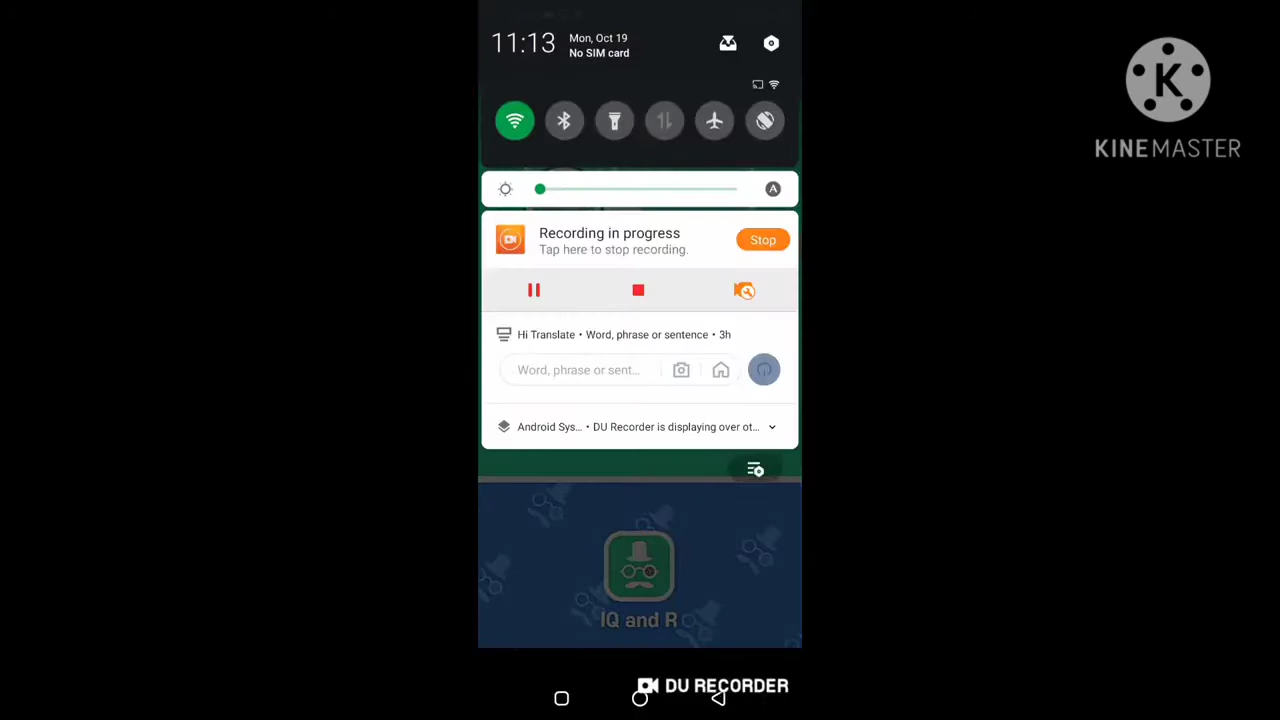 11:13
Mon, Oct 19
No SIM card
K
KINEMASTER
A
Recording in progress
Tap here to stop recording.
Stop
Hi Translate • Word, phrase or sentence • 3h
Word, phrase or sent...
Android Sys... • DU Recorder is displaying over ot...
IQ and R
DU RECORDER